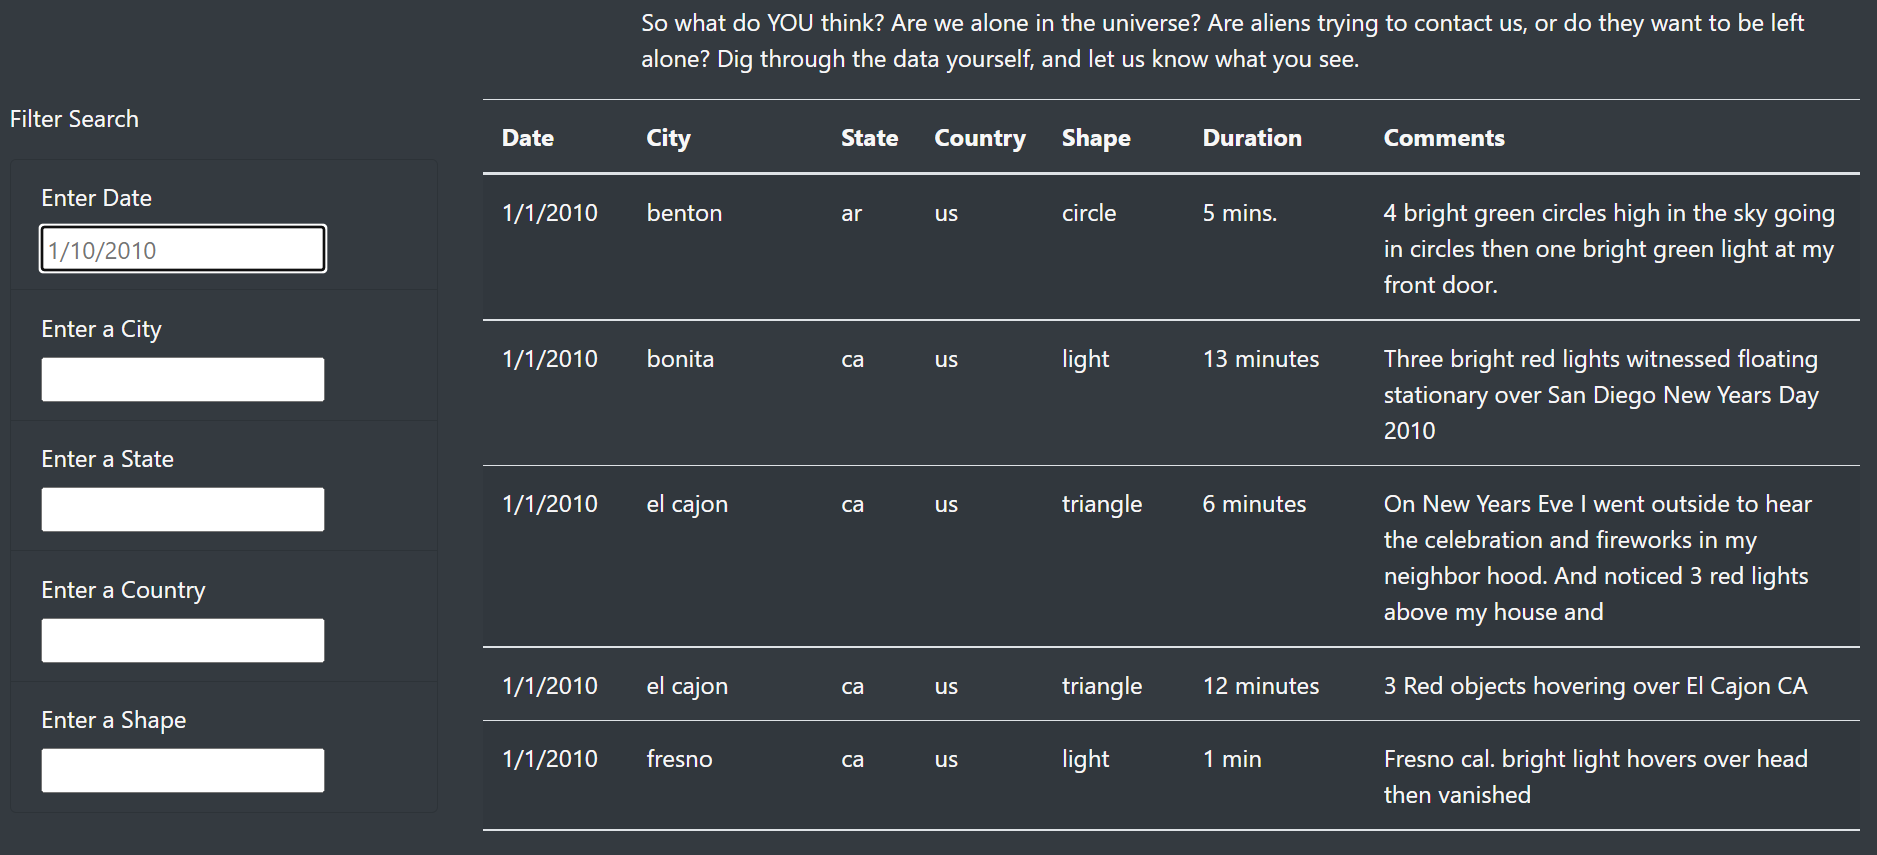 So what do YOU think? Are we alone in the universe? Are aliens trying to contact us, or do they want to be left
alone? Dig through the data yourself, and let us know what you see.
Filter Search
Enter Date
1/10/2010
Enter a City
Enter a State
Enter a Country
Enter a Shape
Date City State Country Shape Duration Comments
1/1/2010 benton ar us circle 5 mins. 4 bright green circles high in the sky going
in circles then one bright green light at my
front door.
1/1/2010 bonita ca us light 13 minutes Three bright red lights witnessed floating
stationary over San Diego New Years Day
2010
1/1/2010 el cajon ca us triangle 6 minutes On New Years Eve I went outside to hear
the celebration and fireworks in my
neighbor hood. And noticed 3 red lights
above my house and
1/1/2010 el cajon ca us triangle 12 minutes 3 Red objects hovering over El Cajon CA
1/1/2010 fresno ca us light 1 min Fresno cal. bright light hovers over head
then vanished